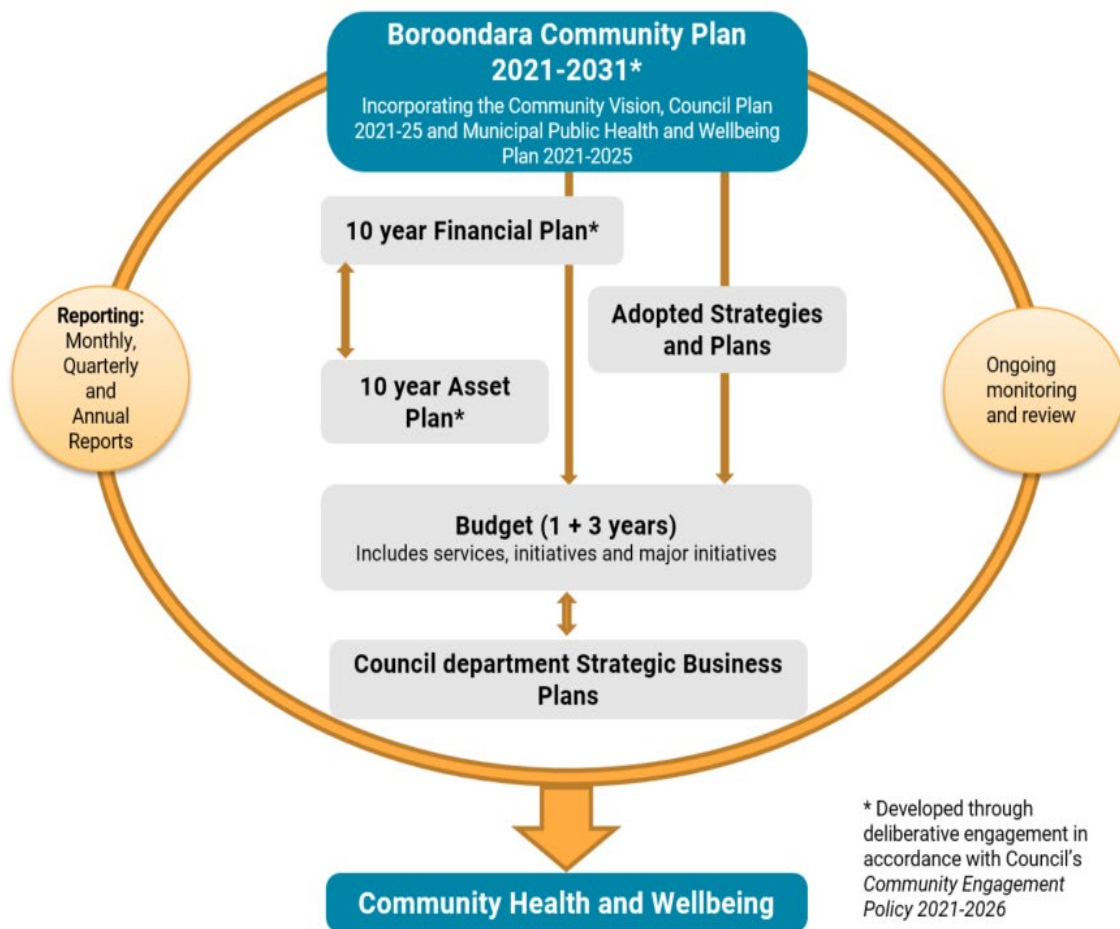 Boroondara Community Plan
2021-2031*
Incorporating the Community Vision, Council Plan
2021-25 and Municipal Public Health and Wellbeing
Plan 2021-2025
10 year Financial Plan*
Adopted Strategies
and Plans
Reporting:
Monthly,
Quarterly
and
Annual
Reports
10 year Asset
Plan*
Ongoing
monitoring
and review
Budget (1 + 3 years)
Includes services, initiatives and major initiatives
Council department Strategic Business
Plans
* Developed through
deliberative engagement in
accordance with Council's
Community Engagement
Policy 2021-2026
Community Health and Wellbeing